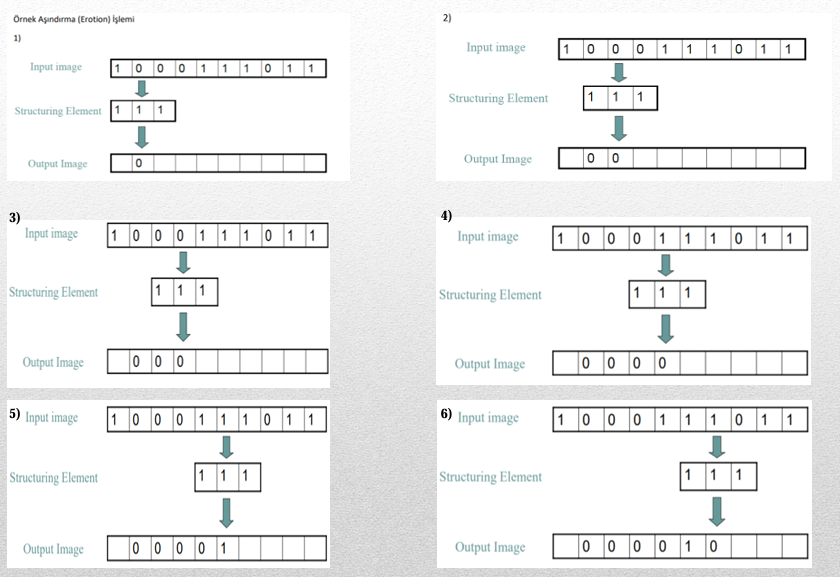 Örnek Aşındırma (Erotion) İşlemi
1)
Input image 1 0 0 0 1 1 1 0 1 1
Structuring Element 1 1 1
Output Image 0
2)
Input image 1 0 0 0 1 1 1 0 1 1
Structuring Element 1 1 1
Output Image 0 0
3)
Input image 1 0 0 0 1 1 1 0 1 1
Structuring Element 1 1 1
Output Image 0 0 0
4)
Input image 1 0 0 0 1 1 1 0 1 1
Structuring Element 1 1 1
Output Image 0 0 0 0
5) Input image 1 0 0 0 1 1 1 0 1 1
Structuring Element 1 1 1
Output Image 0 0 0 0 1
6) Input image 1 0 0 0 1 1 1 0 1 1
Structuring Element 1 1 1
Output Image 0 0 0 0 1 0